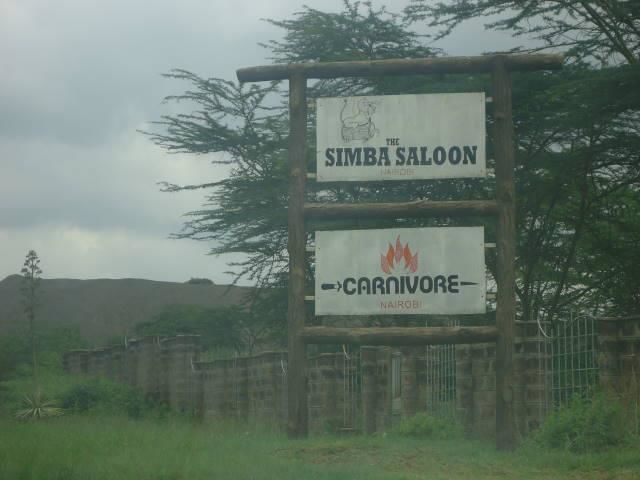 THE
SIMBA SALOON
NAIROBI
CARNIVORE
NAIROBI